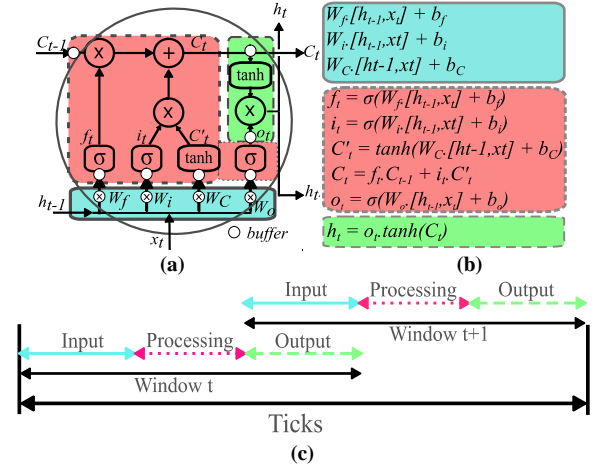 h_t
C_{t-1}
x
+
C_t
C_t
tanh
x
f_t
i_t
C'_t
o_t
σ
σ
tanh
σ
h_{t-1}
W_f
W_i
W_C
W_o
h_t
x_t
buffer
(a)
W_f.[h_{t-1},x_t] + b_f
W_i.[h_{t-1},xt] + b_i
W_C.[ht-1,xt] + b_C
f_t = σ(W_f.[h_{t-1},x_t] + b_f)
i_t = σ(W_i.[h_{t-1},xt] + b_i)
C'_t = tanh(W_C.[ht-1,xt] + b_C)
C_t = f_t.C_{t-1} + i_t.C'_t
o_t = σ(W_o.[h_{t-1},x_t] + b_o)
h_t = o_t.tanh(C_t)
(b)
Input Processing Output
Window t+1
Input Processing Output
Window t
Ticks
(c)